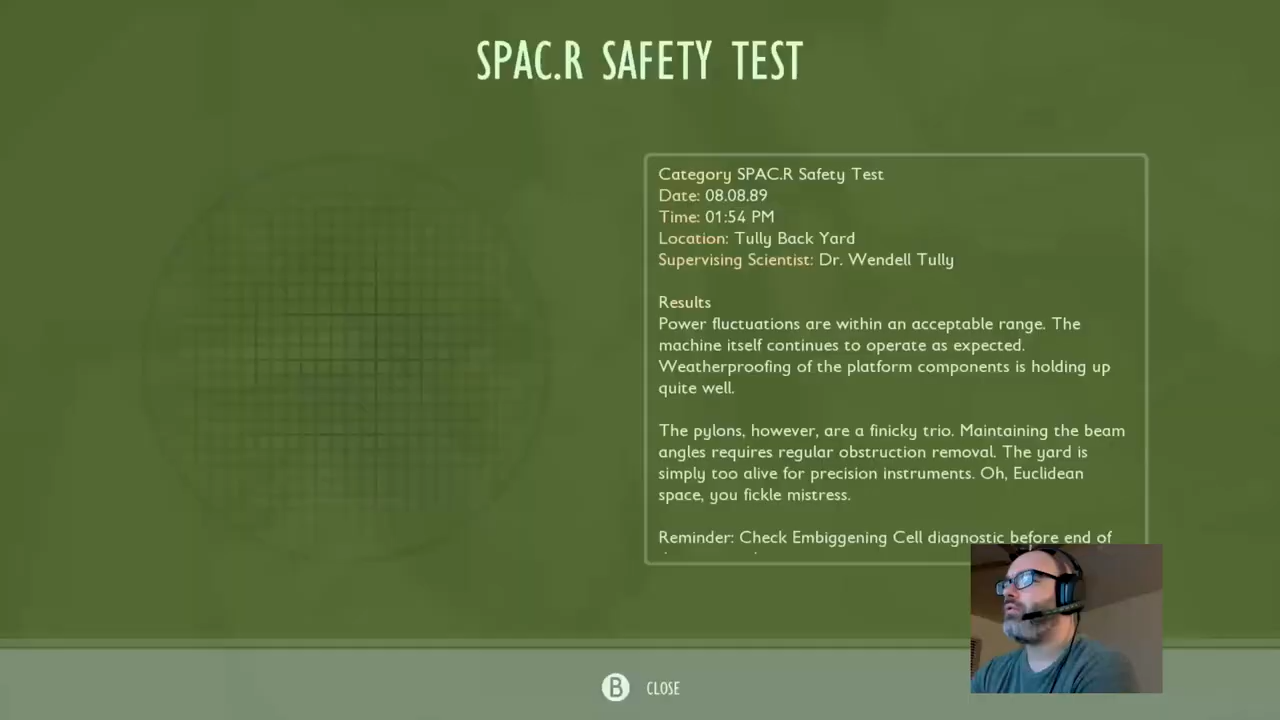 SPAC.R SAFETY TEST
Category SPAC.R Safety Test
Date: 08.08.89
Time: 01:54 PM
Location: Tully Back Yard
Supervising Scientist: Dr. Wendell Tully
Results
Power fluctuations are within an acceptable range. The
machine itself continues to operate as expected.
Weatherproofing of the platform components is holding up
quite well.
The pylons, however, are a finicky trio. Maintaining the beam
angles requires regular obstruction removal. The yard is
simply too alive for precision instruments. Oh, Euclidean
space, you fickle mistress.
Reminder: Check Embiggening Cell diagnostic before end of
B CLOSE